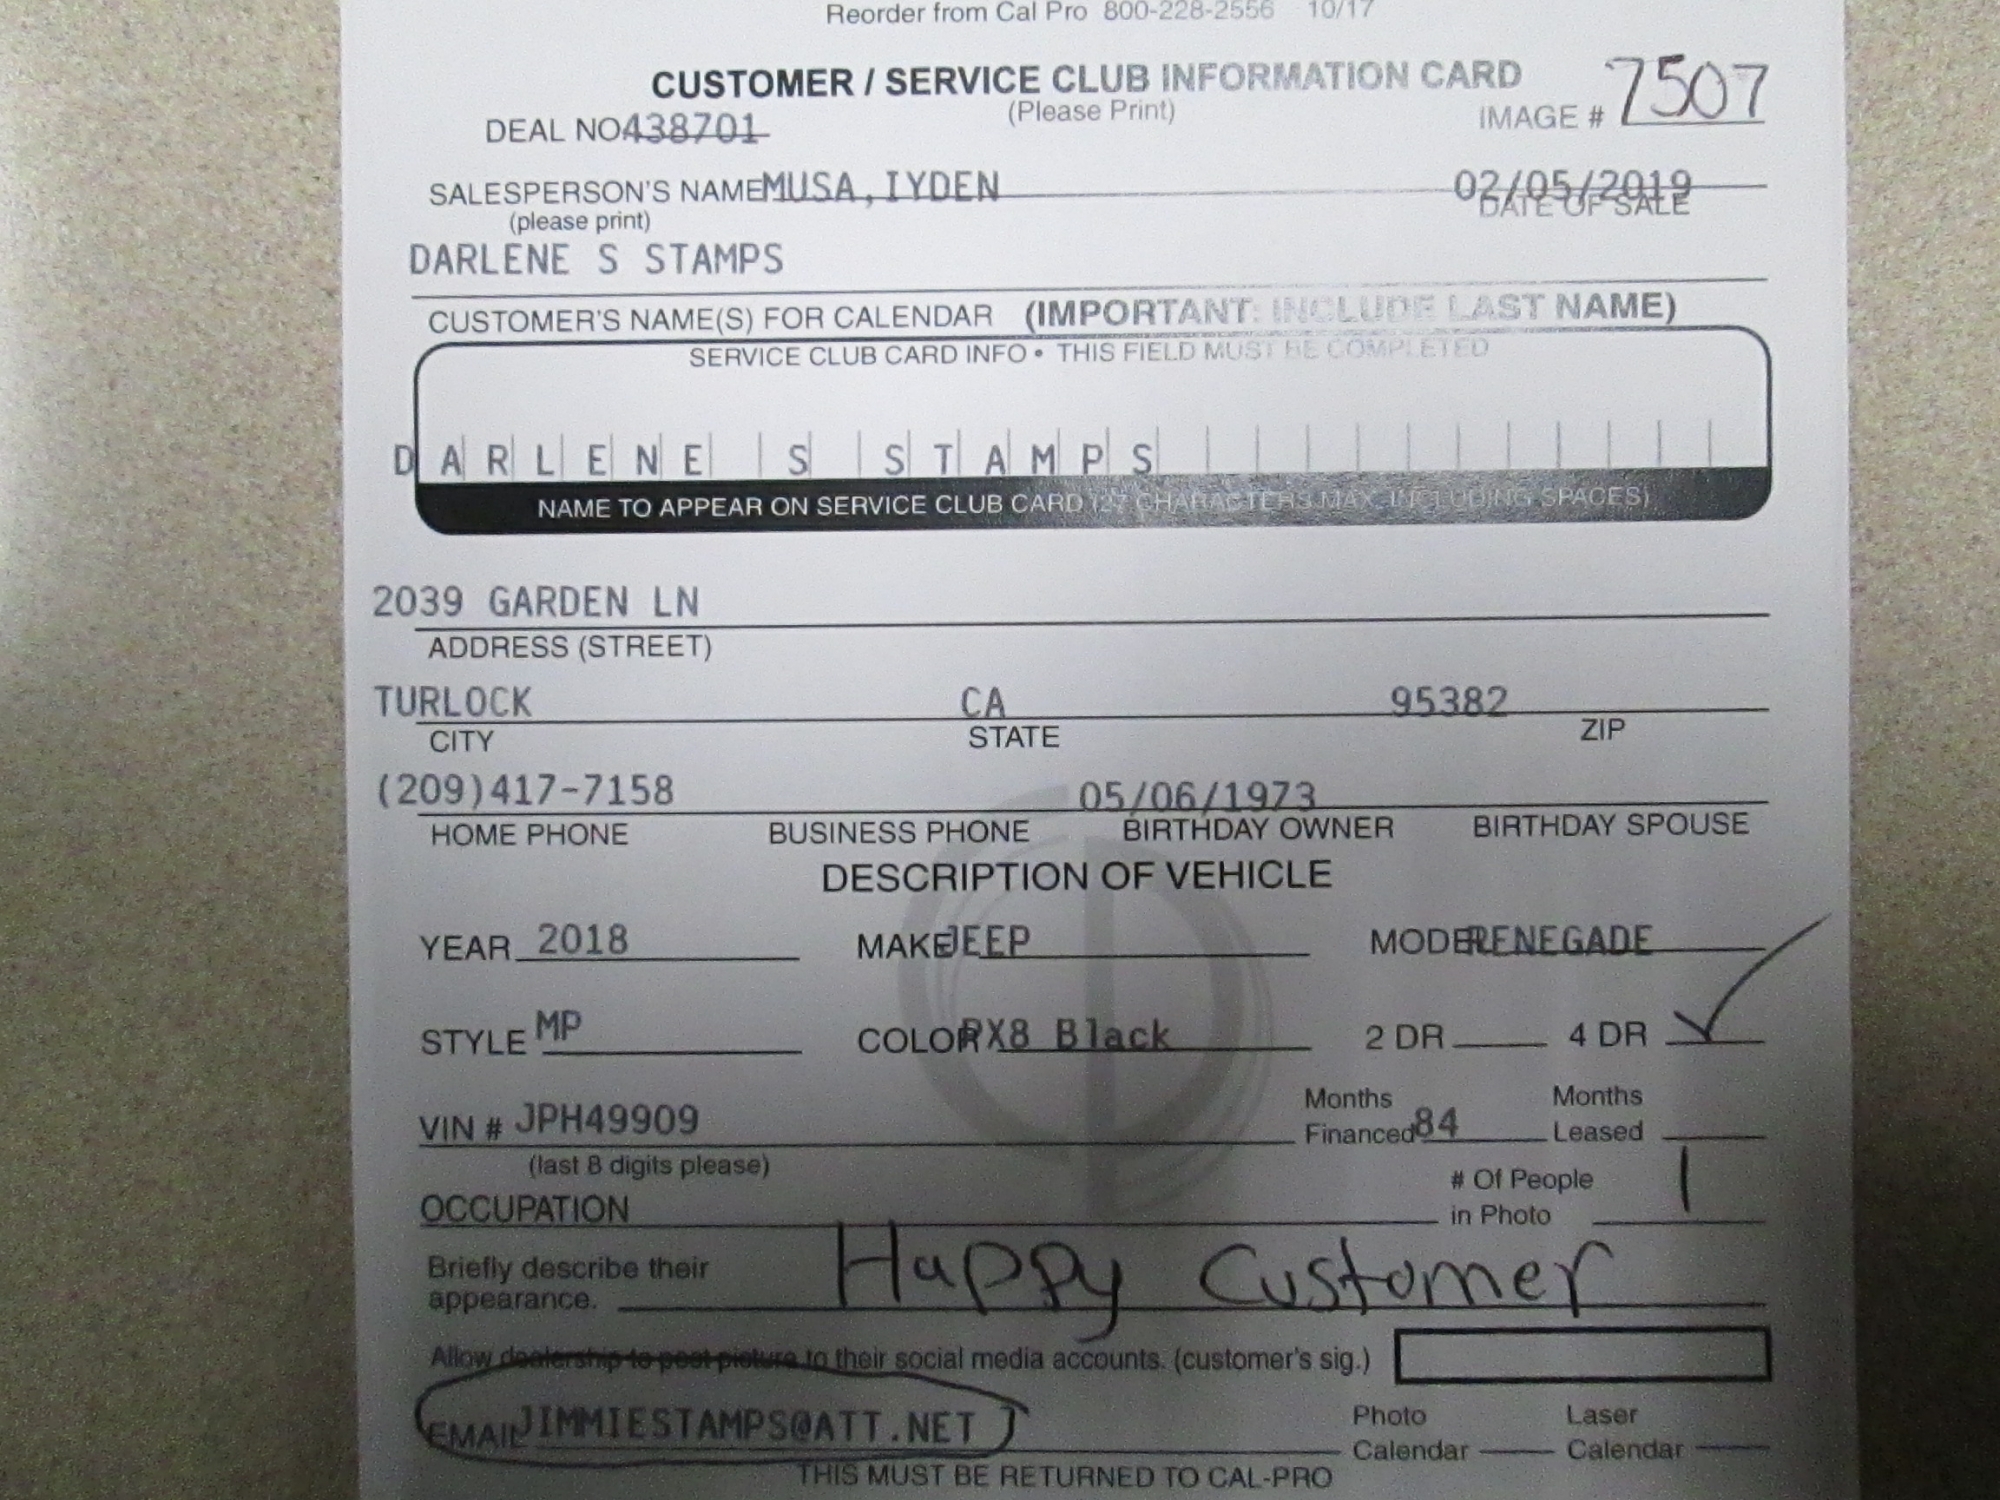 Reorder from Cal Pro 800-228-2556 10/17
CUSTOMER / SERVICE CLUB INFORMATION CARD
(Please Print)
IMAGE # 7507
DEAL NO 438701
SALESPERSON'S NAME MUSA, IYDEN 02/05/2019
(please print) DATE OF SALE
DARLENE S STAMPS
CUSTOMER'S NAME(S) FOR CALENDAR (IMPORTANT: INCLUDE LAST NAME)
SERVICE CLUB CARD INFO • THIS FIELD MUST BE COMPLETED
DARLENE S STAMPS
NAME TO APPEAR ON SERVICE CLUB CARD (27 CHARACTERS MAX, INCLUDING SPACES)
2039 GARDEN LN
ADDRESS (STREET)
TURLOCK CA 95382
CITY STATE ZIP
(209)417-7158 05/06/1973
HOME PHONE BUSINESS PHONE BIRTHDAY OWNER BIRTHDAY SPOUSE
DESCRIPTION OF VEHICLE
YEAR 2018 MAKE JEEP MODEL RENEGADE
STYLE MP COLOR PX8 Black 2 DR 4 DR
VIN # JPH49909 Months Financed 84 Months Leased
(last 8 digits please)
OCCUPATION # Of People in Photo 1
Briefly describe their appearance. Happy Customer
Allow dealership to post picture to their social media accounts. (customer's sig.)
EMAIL JIMMIESTAMPS@ATT.NET Photo Calendar Laser Calendar
THIS MUST BE RETURNED TO CAL-PRO